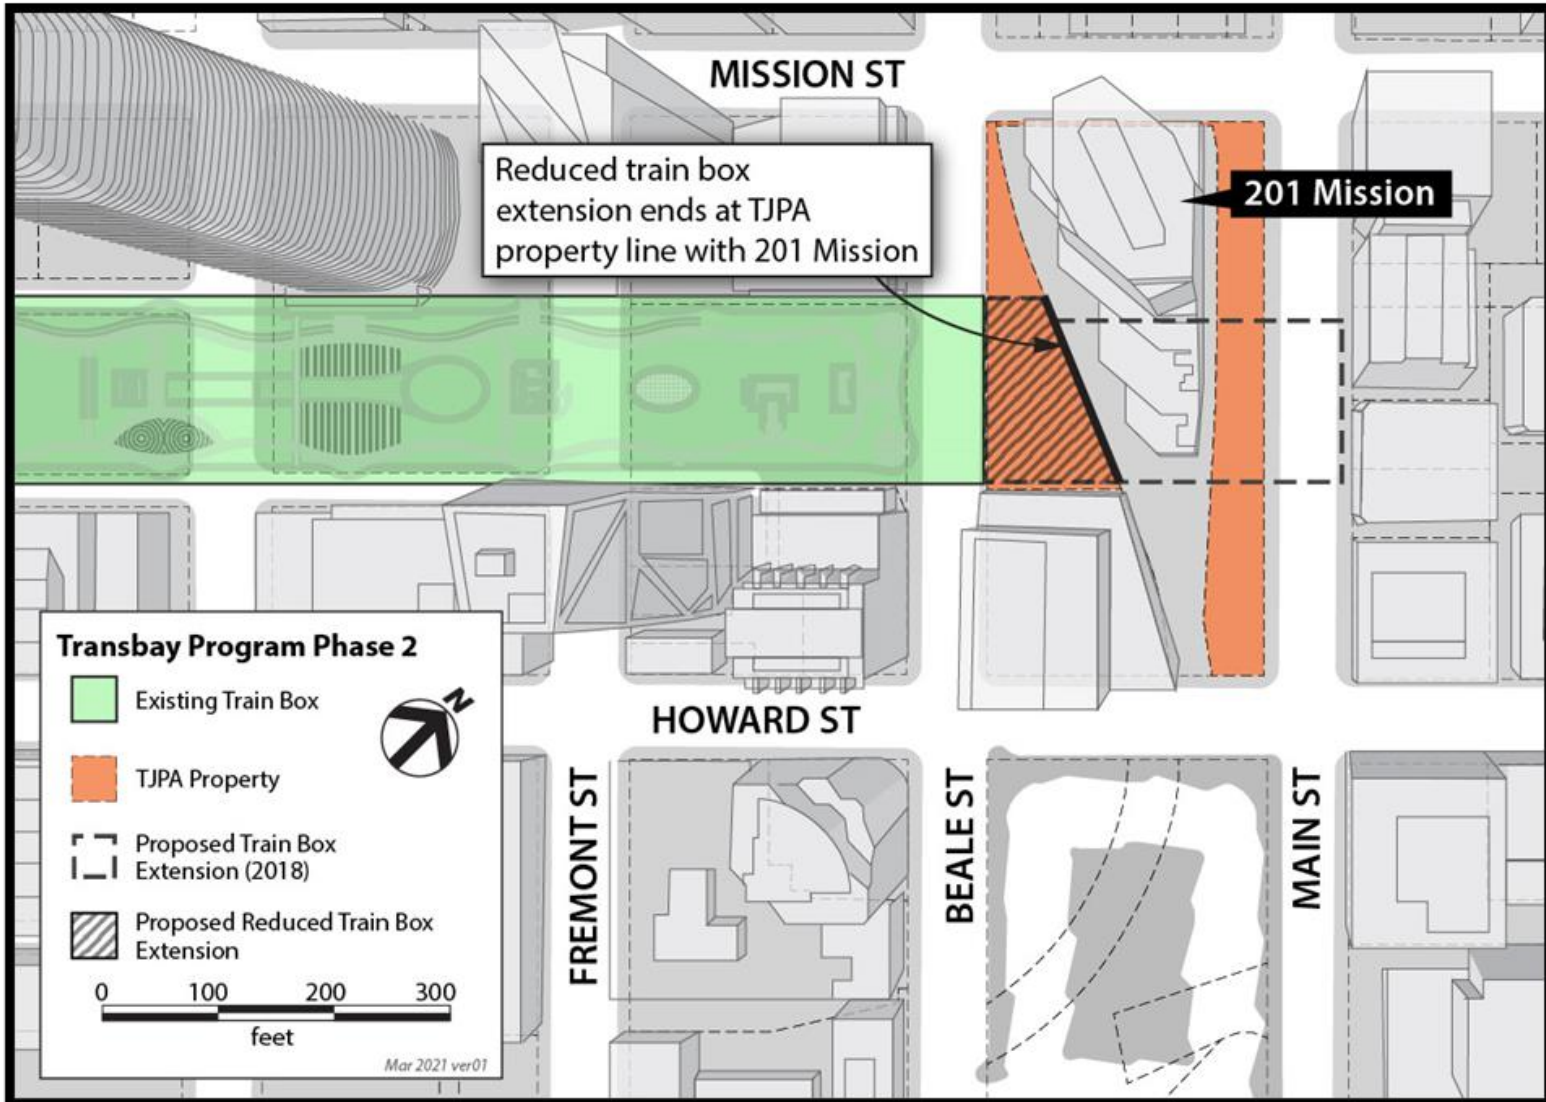 MISSION ST
Reduced train box
extension ends at TJPA
property line with 201 Mission
201 Mission
HOWARD ST
FREMONT ST
BEALE ST
MAIN ST
Transbay Program Phase 2
Existing Train Box
N
TJPA Property
Proposed Train Box
Extension (2018)
Proposed Reduced Train Box
Extension
0 100 200 300
feet
Mar 2021 ver01